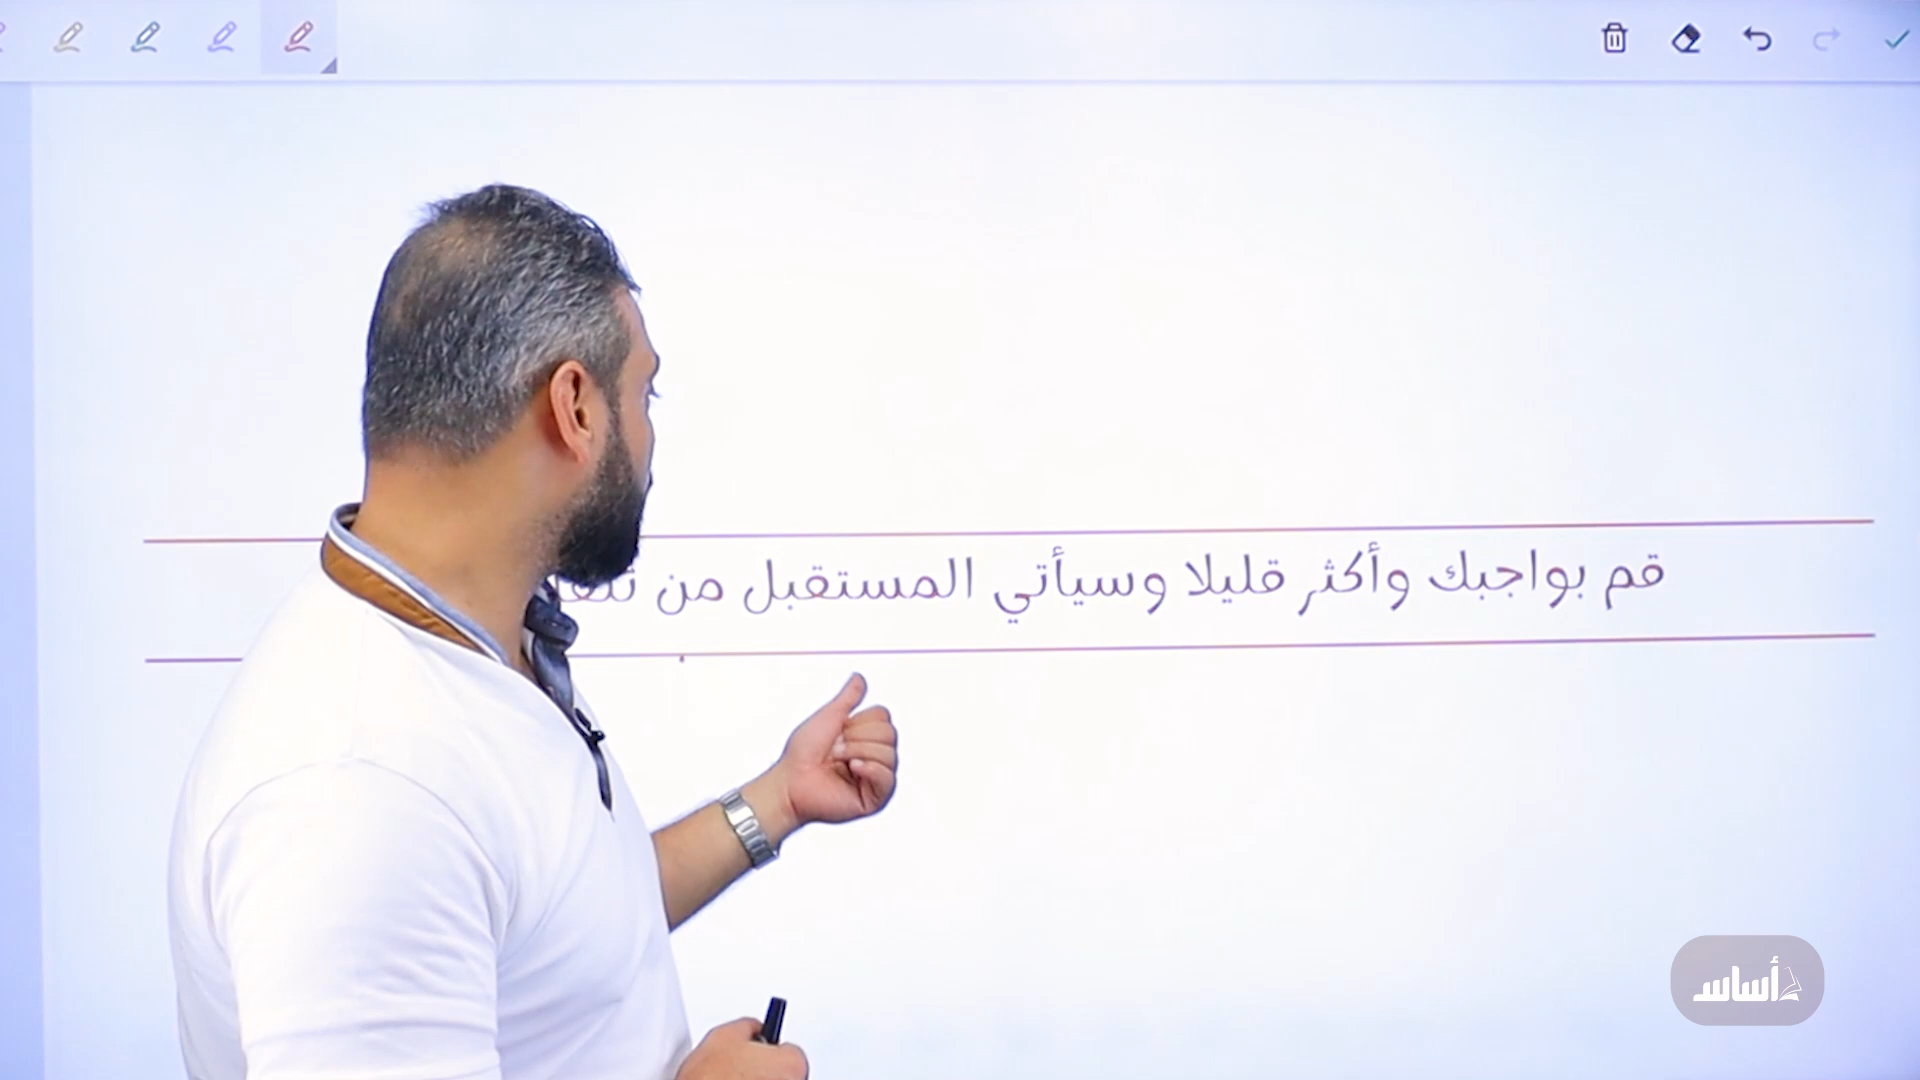 قم بواجبك وأكثر قليلا وسيأتي المستقبل من
أساس